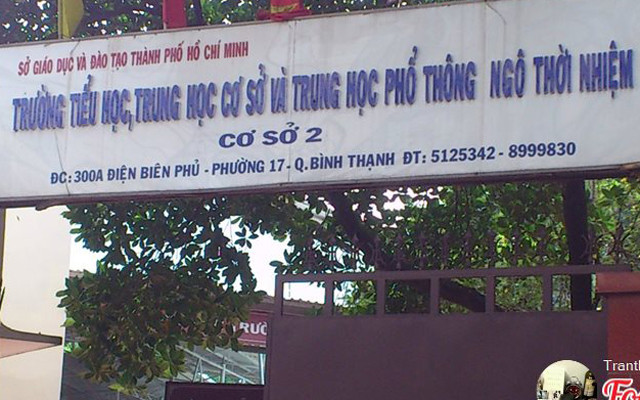 SỞ GIÁO DỤC VÀ ĐÀO TẠO THÀNH PHỐ HỒ CHÍ MINH
TRƯỜNG TIỂU HỌC, TRUNG HỌC CƠ SỞ VÀ TRUNG HỌC PHỔ THÔNG NGÔ THỜI NHIỆM
CƠ SỞ 2
ĐC: 300A ĐIỆN BIÊN PHỦ - PHƯỜNG 17 - Q.BÌNH THẠNH ĐT: 5125342 - 8999830